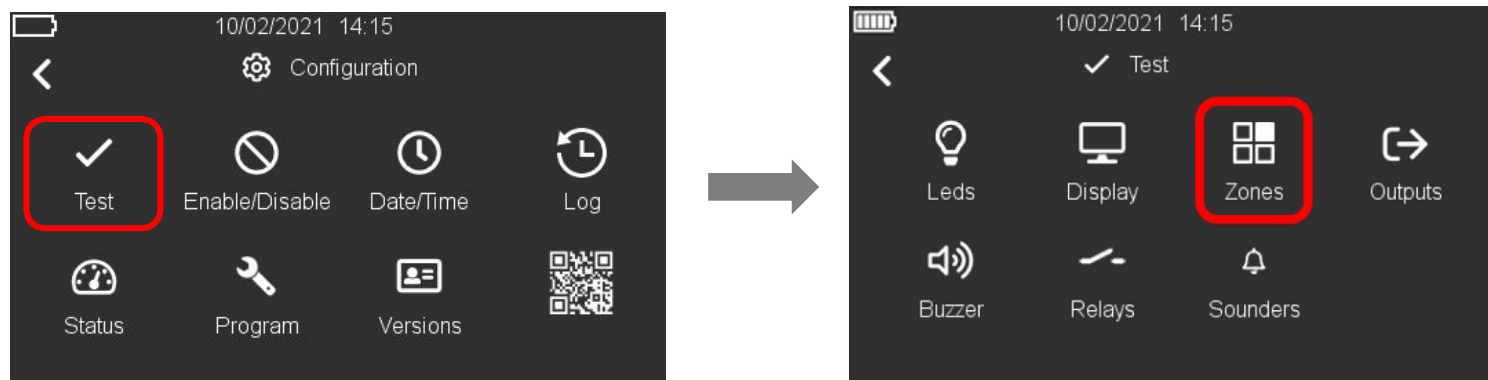 10/02/2021 14:15
Configuration
Test Enable/Disable Date/Time Log
Status Program Versions
10/02/2021 14:15
Test
Leds Display Zones Outputs
Buzzer Relays Sounders